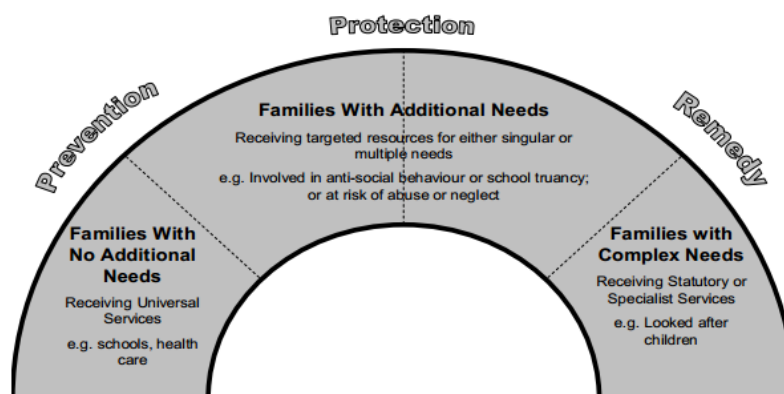 Protection
Prevention
Remedy
Families With Additional Needs
Receiving targeted resources for either singular or
multiple needs
e.g. Involved in anti-social behaviour or school truancy;
or at risk of abuse or neglect
Families With
No Additional
Needs
Receiving Universal
Services
e.g. schools, health
care
Families with
Complex Needs
Receiving Statutory or
Specialist Services
e.g. Looked after
children